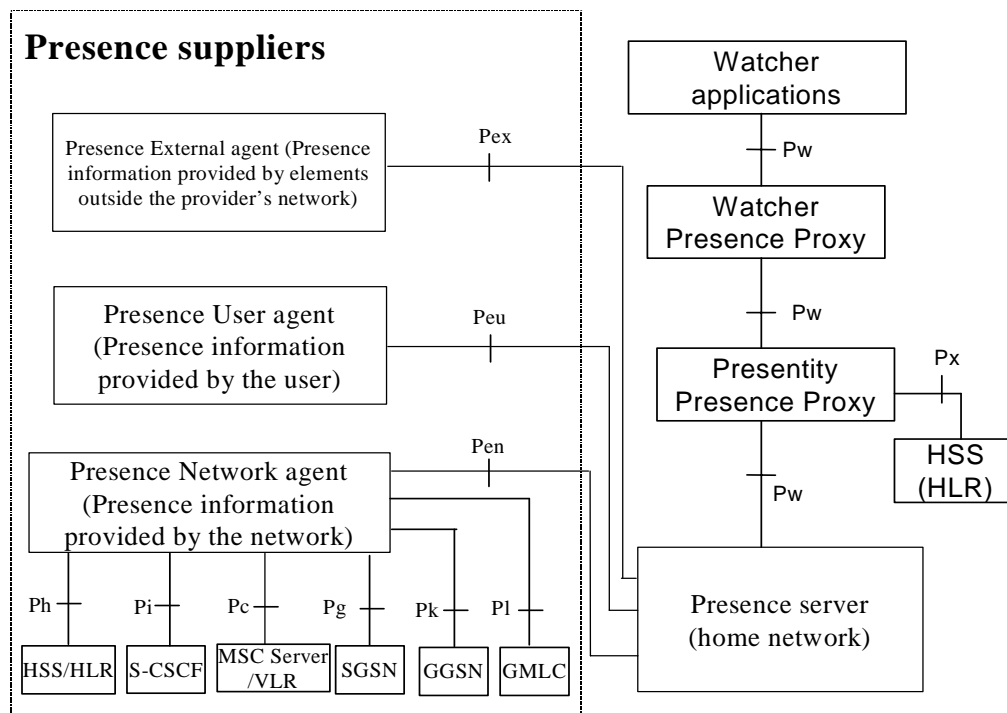 Presence suppliers
Presence External agent (Presence
information provided by elements
outside the provider's network)
Pex
Presence User agent
(Presence information
provided by the user)
Peu
Presence Network agent
(Presence information
provided by the network)
Pen
Ph
Pi
Pc
Pg
Pk
Pl
HSS/HLR
S-CSCF
MSC Server
/VLR
SGSN
GGSN
GMLC
Watcher
applications
Pw
Watcher
Presence Proxy
Pw
Presentity
Presence Proxy
Px
HSS
(HLR)
Pw
Presence server
(home network)